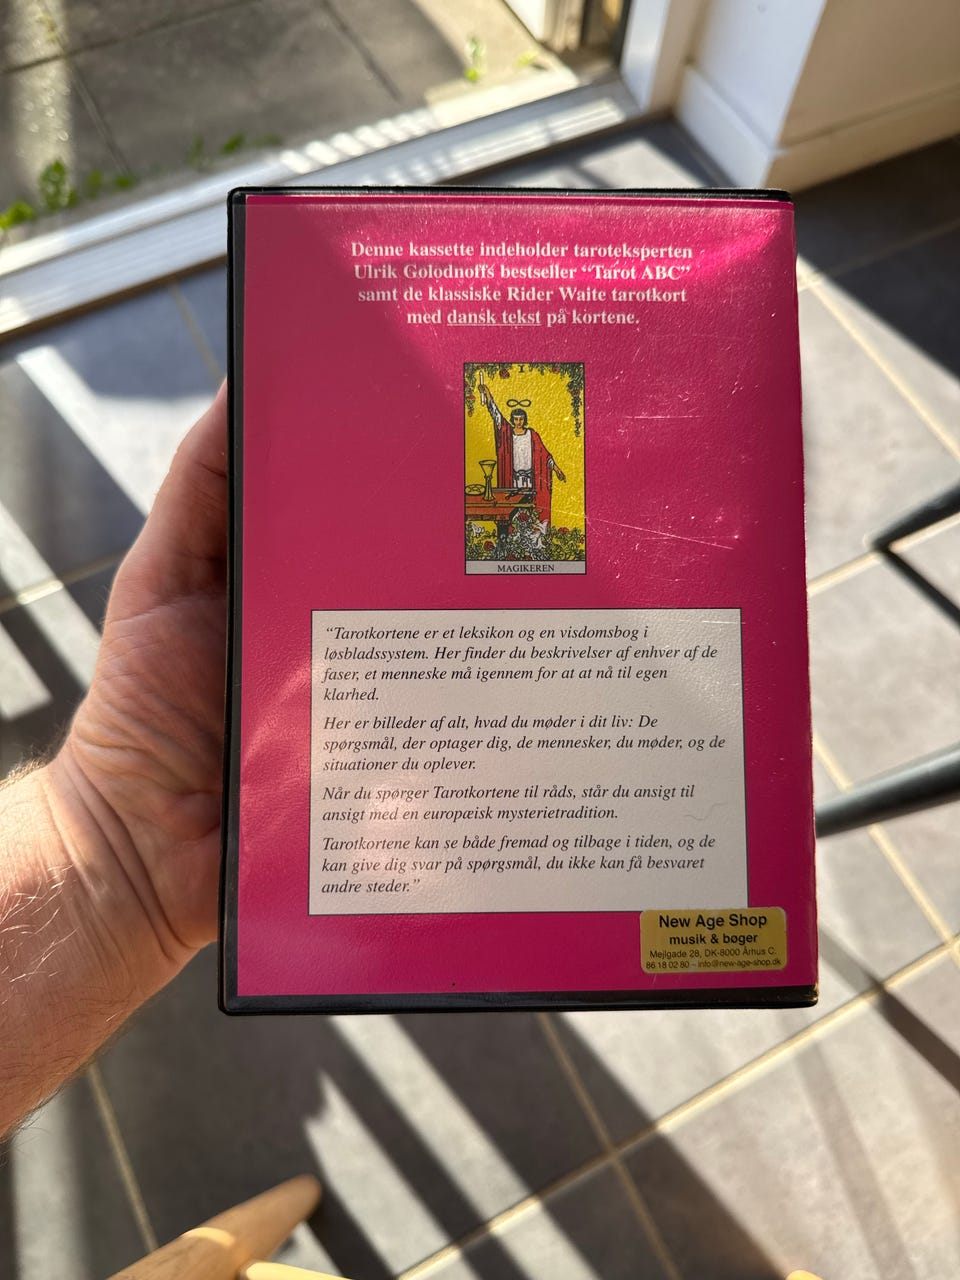 Denne kassette indeholder taroteksperten
Ulrik Golodnoffs bestseller “Tarot ABC”
samt de klassiske Rider Waite tarotkort
med dansk tekst på kortene.
I
MAGIKEREN
“Tarotkortene er et leksikon og en visdomsbog i
løsbladssystem. Her finder du beskrivelser af enhver af de
faser, et menneske må igennem for at at nå til egen
klarhed.
Her er billeder af alt, hvad du møder i dit liv: De
spørgsmål, der optager dig, de mennesker, du møder, og de
situationer du oplever.
Når du spørger Tarotkortene til råds, står du ansigt til
ansigt med en europæisk mysterietradition.
Tarotkortene kan se både fremad og tilbage i tiden, og de
kan give dig svar på spørgsmål, du ikke kan få besvaret
andre steder.”
New Age Shop
musik & bøger
Mejlgade 28, DK-8000 Århus C.
86 18 02 80 – info@new-age-shop.dk